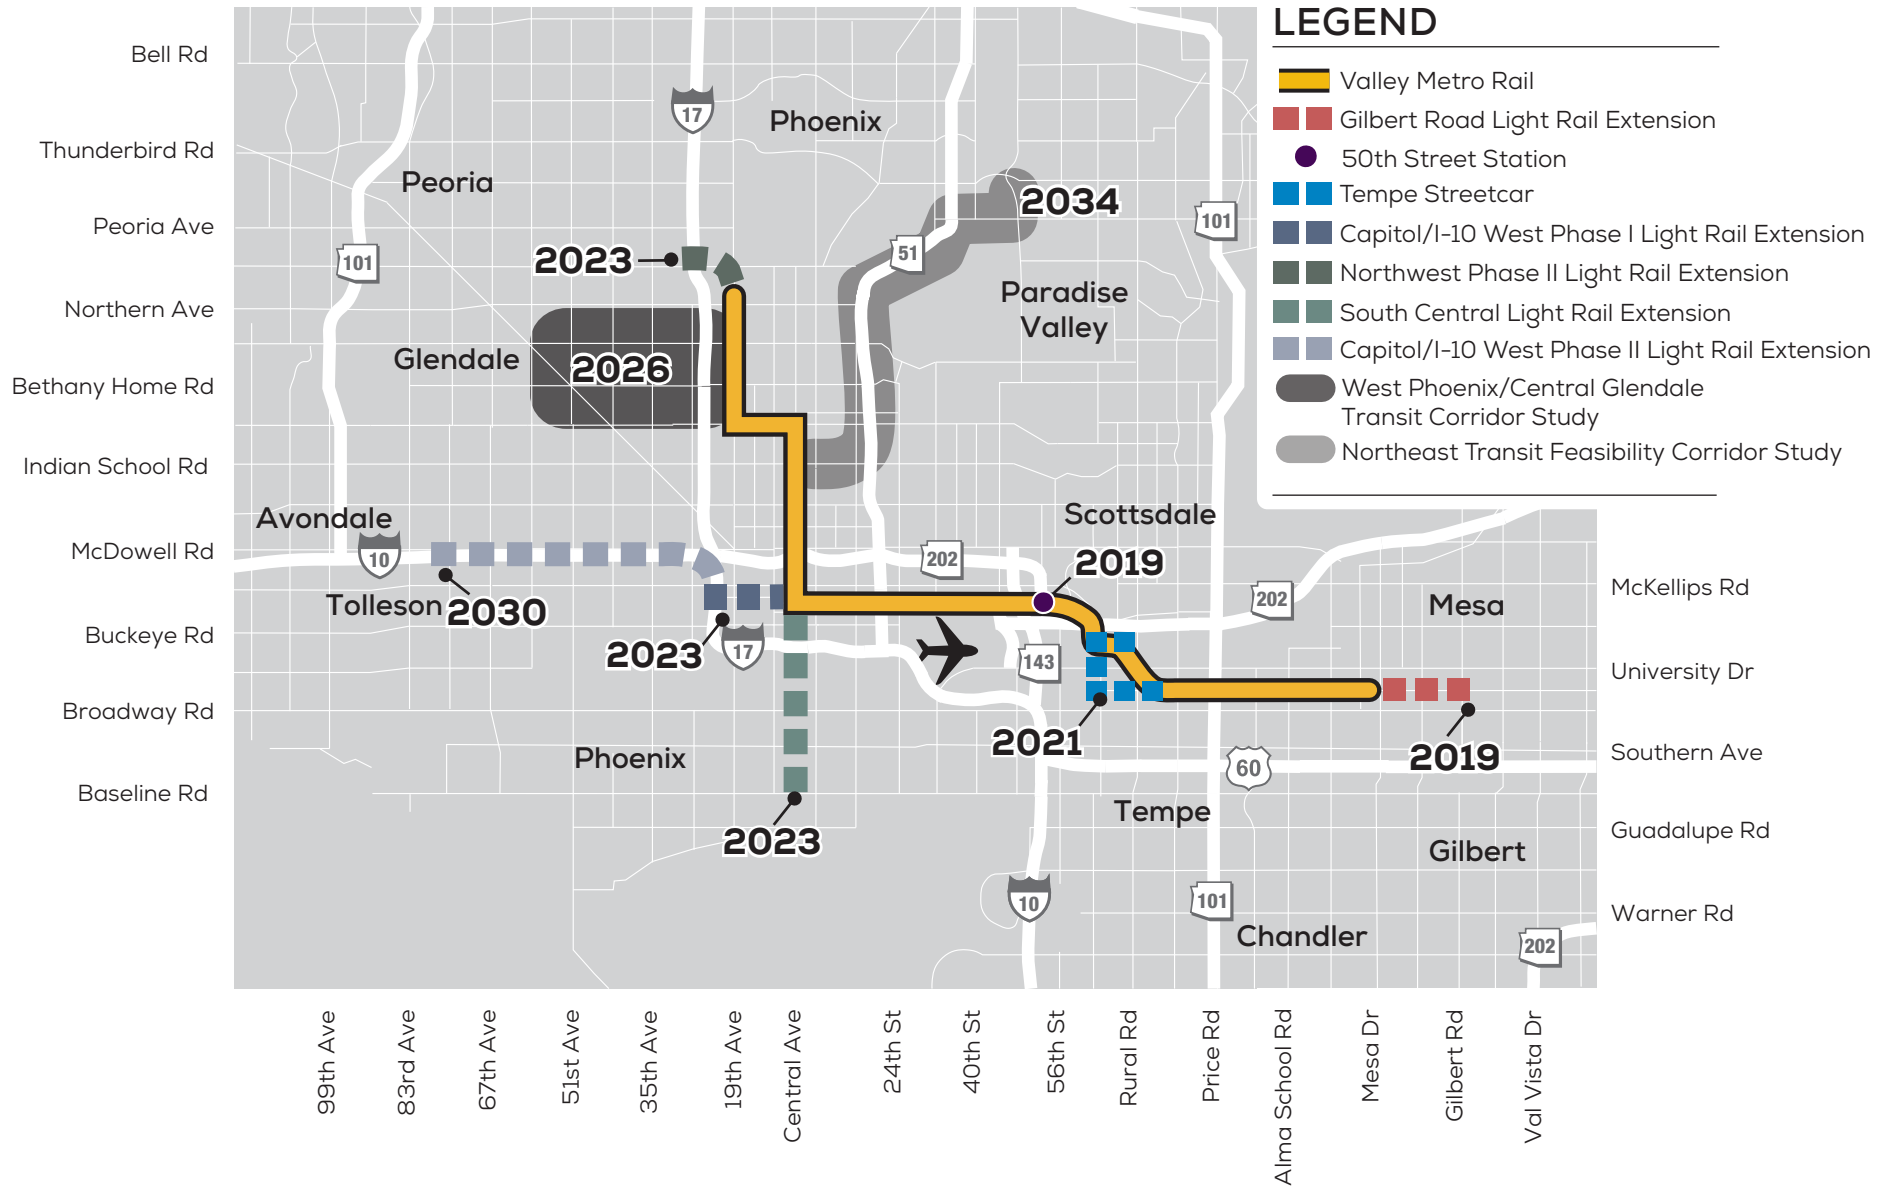 LEGEND
Valley Metro Rail
Gilbert Road Light Rail Extension
50th Street Station
Tempe Streetcar
Capitol/I-10 West Phase I Light Rail Extension
Northwest Phase II Light Rail Extension
South Central Light Rail Extension
Capitol/I-10 West Phase II Light Rail Extension
West Phoenix/Central Glendale
Transit Corridor Study
Northeast Transit Feasibility Corridor Study
Bell Rd
Thunderbird Rd
Peoria Ave
Northern Ave
Bethany Home Rd
Indian School Rd
McDowell Rd
Buckeye Rd
Broadway Rd
Baseline Rd
17
Phoenix
Peoria
2034
101
51
101
2023
Paradise
Valley
Glendale
2026
Avondale
10
Scottsdale
202
2019
Tolleson
2030
202
Mesa
2023
17
143
2021
2019
Phoenix
60
Tempe
2023
Gilbert
10
101
Chandler
202
McKellips Rd
University Dr
Southern Ave
Guadalupe Rd
Warner Rd
99th Ave
83rd Ave
67th Ave
51st Ave
35th Ave
19th Ave
Central Ave
24th St
40th St
56th St
Rural Rd
Price Rd
Alma School Rd
Mesa Dr
Gilbert Rd
Val Vista Dr